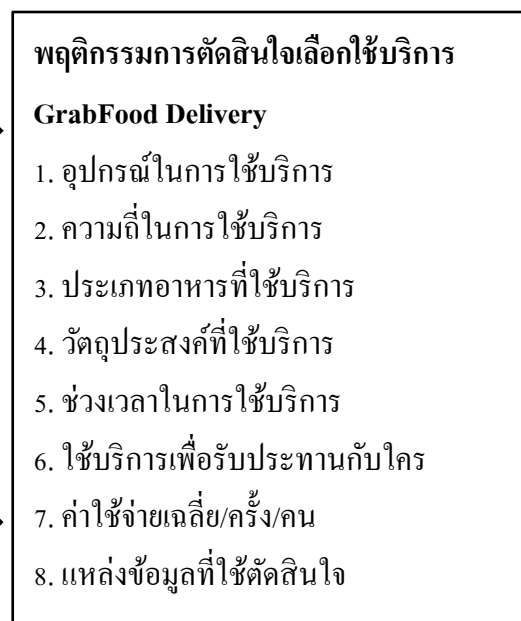 พฤติกรรมการตัดสินใจเลือกใช้บริการ
GrabFood Delivery
1. อุปกรณ์ในการใช้บริการ
2. ความถี่ในการใช้บริการ
3. ประเภทอาหารที่ใช้บริการ
4. วัตถุประสงค์ที่ใช้บริการ
5. ช่วงเวลาในการใช้บริการ
6. ใช้บริการเพื่อรับประทานกับใคร
7. ค่าใช้จ่ายเฉลี่ย/ครั้ง/คน
8. แหล่งข้อมูลที่ใช้ตัดสินใจ